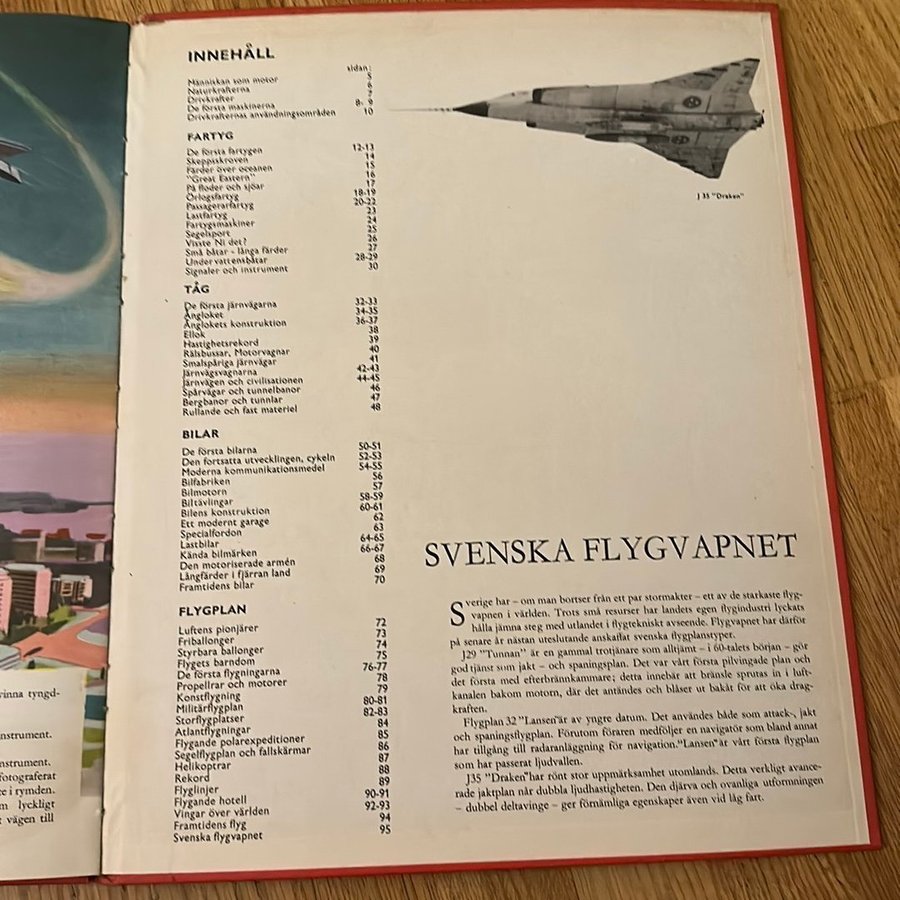 vinna tyngd-
nstrument.
nstrument.
fotograferat
e i rymden.
m lyckligt
t vägen till
INNEHÅLL
sidan:
Människan som motor 5
Naturkrafterna 6
Drivkrafter 7
De första maskinerna 8- 9
Drivkrafternas användningsområden 10
FARTYG
De första fartygen 12-13
Skeppsskroven 14
Färder över oceanen 15
"Great Eastern" 16
På floder och sjöar 17
Örlogsfartyg 18-19
Passagerarfartyg 20-22
Lastfartyg 23
Fartygsmaskiner 24
Segelsport 25
Visste Ni det? 26
Små båtar - långa färder 27
Undervattensbåtar 28-29
Signaler och instrument 30
TÅG
De första järnvägarna 32-33
Ångloket 34-35
Ånglokets konstruktion 36-37
Ellok 38
Hastighetsrekord 39
Rälsbussar, Motorvagnar 40
Smalspåriga järnvägar 41
Järnvägsvagnarna 42-43
Järnvägen och civilisationen 44-45
Spårvägar och tunnelbanor 46
Bergbanor och tunnlar 47
Rullande och fast materiel 48
BILAR
De första bilarna 50-51
Den fortsatta utvecklingen, cykeln 52-53
Moderna kommunikationsmedel 54-55
Bilfabriken 56
Bilmotorn 57
Biltävlingar 58-59
Bilens konstruktion 60-61
Ett modernt garage 62
Specialfordon 63
Lastbilar 64-65
Kända bilmärken 66-67
Den motoriserade armén 68
Långfärder i fjärran land 69
Framtidens bilar 70
FLYGPLAN
Luftens pionjärer 72
Friballonger 73
Styrbara ballonger 74
Flygets barndom 75
De första flygningarna 76-77
Propellrar och motorer 78
Konstflygning 79
Militärflygplan 80-81
Storflygplatser 82-83
Atlantflygningar 84
Flygande polarexpeditioner 85
Segelflygplan och fallskärmar 86
Helikoptrar 87
Rekord 88
Flyglinjer 89
Flygande hotell 90-91
Vingar över världen 92-93
Framtidens flyg 94
Svenska flygvapnet 95
J 35 "Draken"
SVENSKA FLYGVAPNET
Sverige har – om man bortser från ett par stormakter – ett av de starkaste flyg-
vapnen i världen. Trots små resurser har landets egen flygindustri lyckats
hålla jämna steg med utlandet i flygtekniskt avseende. Flygvapnet har därför
på senare år nästan uteslutande anskaffat svenska flygplanstyper.
J29 "Tunnan" är en gammal trotjänare som alltjämt – i 60-talets början – gör
god tjänst som jakt – och spaningsplan. Det var vårt första pilvingade plan och
det första med efterbrännkammare; detta innebär att bränsle sprutas in i luft-
kanalen bakom motorn, där det antändes och blåser ut bakåt för att öka drag-
kraften.
Flygplan 32 "Lansen" är av yngre datum. Det användes både som attack-, jakt
och spaningsflygplan. Förutom föraren medföljer en navigatör som bland annat
har tillgång till radaranläggning för navigation. "Lansen" är vårt första flygplan
som har passerat ljudvallen.
J35 "Draken" har rönt stor uppmärksamhet utomlands. Detta verkligt avance-
rade jaktplan når dubbla ljudhastigheten. Den djärva och ovanliga utformningen
– dubbel deltavinge – ger förnämliga egenskaper även vid låg fart.